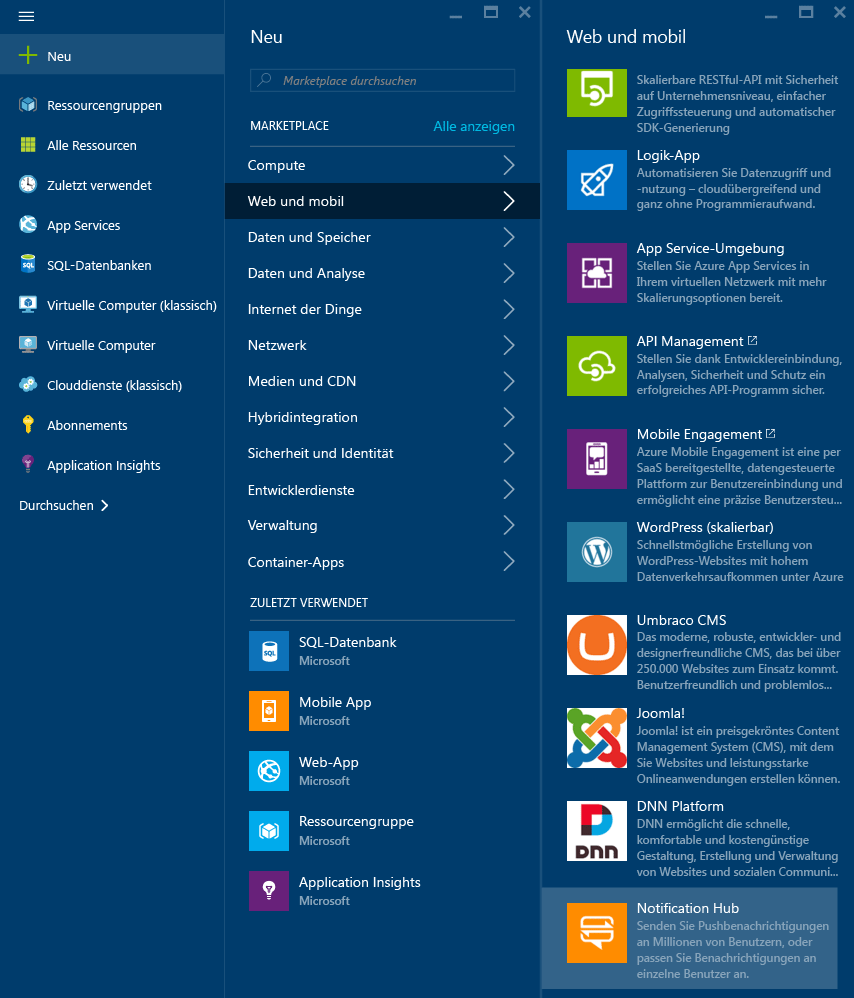 Neu
Ressourcengruppen
Alle Ressourcen
Zuletzt verwendet
App Services
SQL-Datenbanken
Virtuelle Computer (klassisch)
Virtuelle Computer
Clouddienste (klassisch)
Abonnements
Application Insights
Durchsuchen
Neu
Marketplace durchsuchen
MARKETPLACE
Alle anzeigen
Compute
Web und mobil
Daten und Speicher
Daten und Analyse
Internet der Dinge
Netzwerk
Medien und CDN
Hybridintegration
Sicherheit und Identität
Entwicklerdienste
Verwaltung
Container-Apps
ZULETZT VERWENDET
SQL-Datenbank
Microsoft
Mobile App
Microsoft
Web-App
Microsoft
Ressourcengruppe
Microsoft
Application Insights
Microsoft
Web und mobil
Skalierbare RESTful-API mit Sicherheit
auf Unternehmensniveau, einfacher
Zugriffssteuerung und automatischer
SDK-Generierung
Logik-App
Automatisieren Sie Datenzugriff und
-nutzung – cloudübergreifend und
ganz ohne Programmieraufwand.
App Service-Umgebung
Stellen Sie Azure App Services in
Ihrem virtuellen Netzwerk mit mehr
Skalierungsoptionen bereit.
API Management
Stellen Sie dank Entwicklereinbindung,
Analysen, Sicherheit und Schutz ein
erfolgreiches API-Programm sicher.
Mobile Engagement
Azure Mobile Engagement ist eine per
SaaS bereitgestellte, datengesteuerte
Plattform zur Benutzereinbindung und
ermöglicht eine präzise Benutzersteu...
WordPress (skalierbar)
Schnellstmögliche Erstellung von
WordPress-Websites mit hohem
Datenverkehrsaufkommen unter Azure
Umbraco CMS
Das moderne, robuste, entwickler- und
designerfreundliche CMS, das bei über
250.000 Websites zum Einsatz kommt.
Benutzerfreundlich und problemlos...
Joomla!
Joomla! ist ein preisgekröntes Content
Management System (CMS), mit dem
Sie Websites und leistungsstarke
Onlineanwendungen erstellen können.
DNN
DNN Platform
DNN ermöglicht die schnelle,
komfortable und kostengünstige
Gestaltung, Erstellung und Verwaltung
von Websites und sozialen Communi...
Notification Hub
Senden Sie Pushbenachrichtigungen
an Millionen von Benutzern, oder
passen Sie Benachrichtigungen an
einzelne Benutzer an.